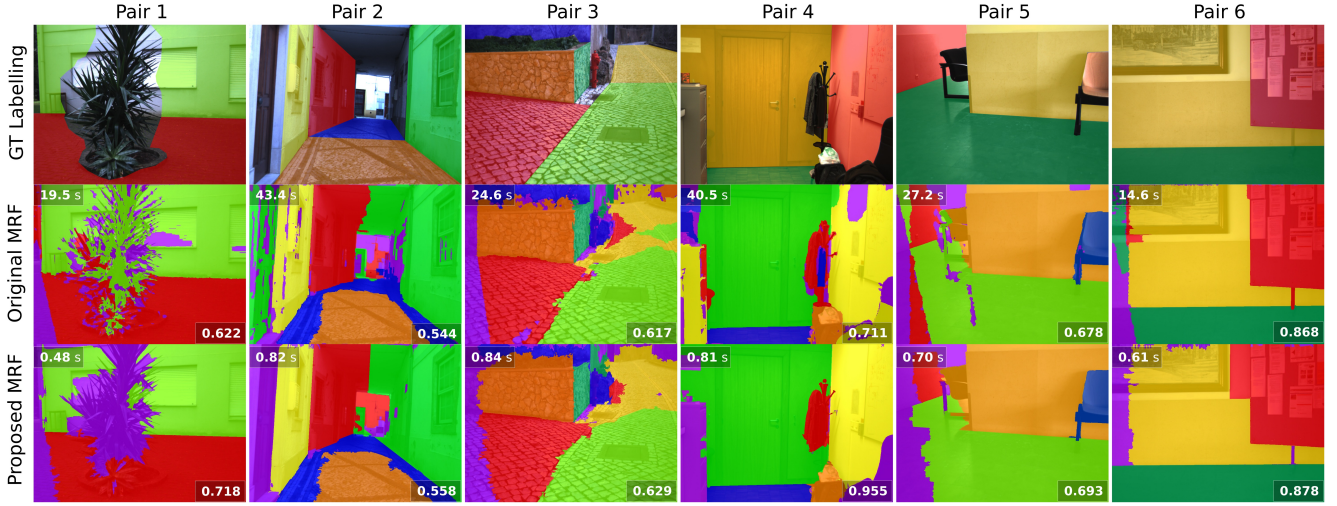 Pair 1 Pair 2 Pair 3 Pair 4 Pair 5 Pair 6
GT Labelling
Original MRF
19.5 s 43.4 s 24.6 s 40.5 s 27.2 s 14.6 s
0.622 0.544 0.617 0.711 0.678 0.868
Proposed MRF
0.48 s 0.82 s 0.84 s 0.81 s 0.70 s 0.61 s
0.718 0.558 0.629 0.955 0.693 0.878